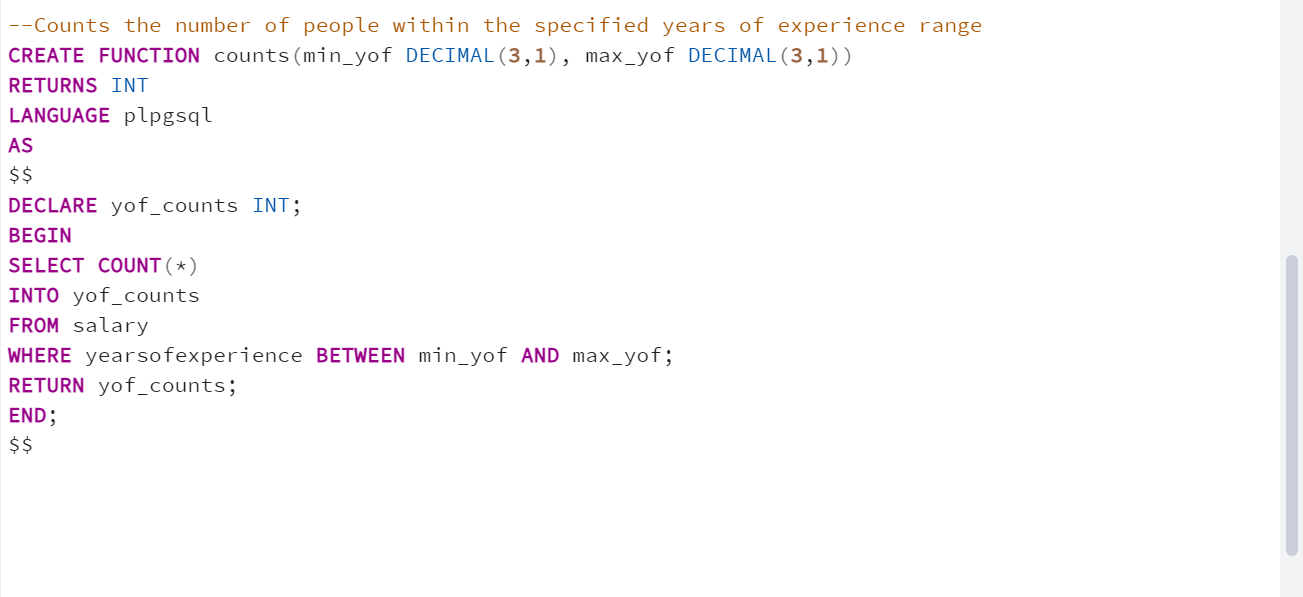 --Counts the number of people within the specified years of experience range
CREATE FUNCTION counts(min_yof DECIMAL(3,1), max_yof DECIMAL(3,1))
RETURNS INT
LANGUAGE plpgsql
AS
$$
DECLARE yof_counts INT;
BEGIN
SELECT COUNT(*)
INTO yof_counts
FROM salary
WHERE yearsofexperience BETWEEN min_yof AND max_yof;
RETURN yof_counts;
END;
$$